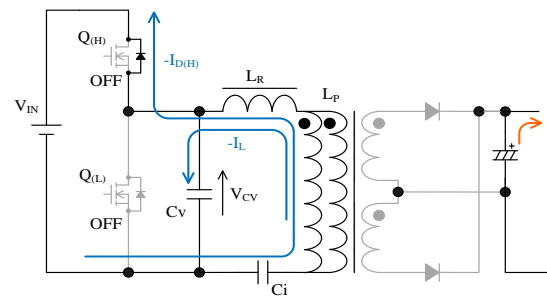 Q(H)
OFF
-ID(H)
LR
LP
VIN
-IL
Q(L)
OFF
Cv
VCV
Ci
+